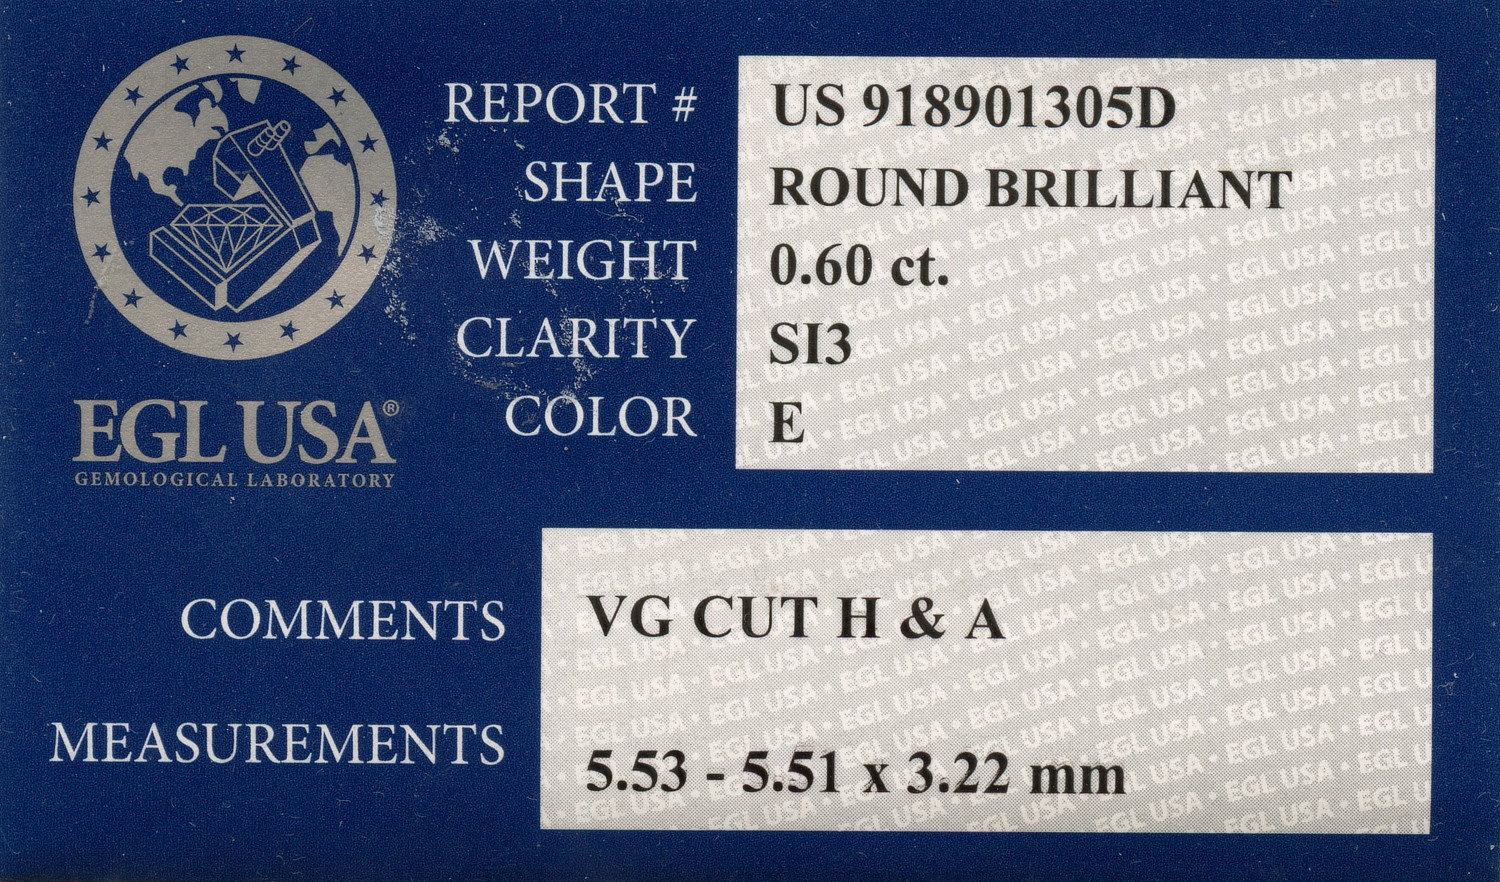 REPORT # US 918901305D
SHAPE ROUND BRILLIANT
WEIGHT 0.60 ct.
CLARITY SI3
COLOR E
EGL USA®
GEMOLOGICAL LABORATORY
COMMENTS VG CUT H & A
MEASUREMENTS 5.53 - 5.51 x 3.22 mm